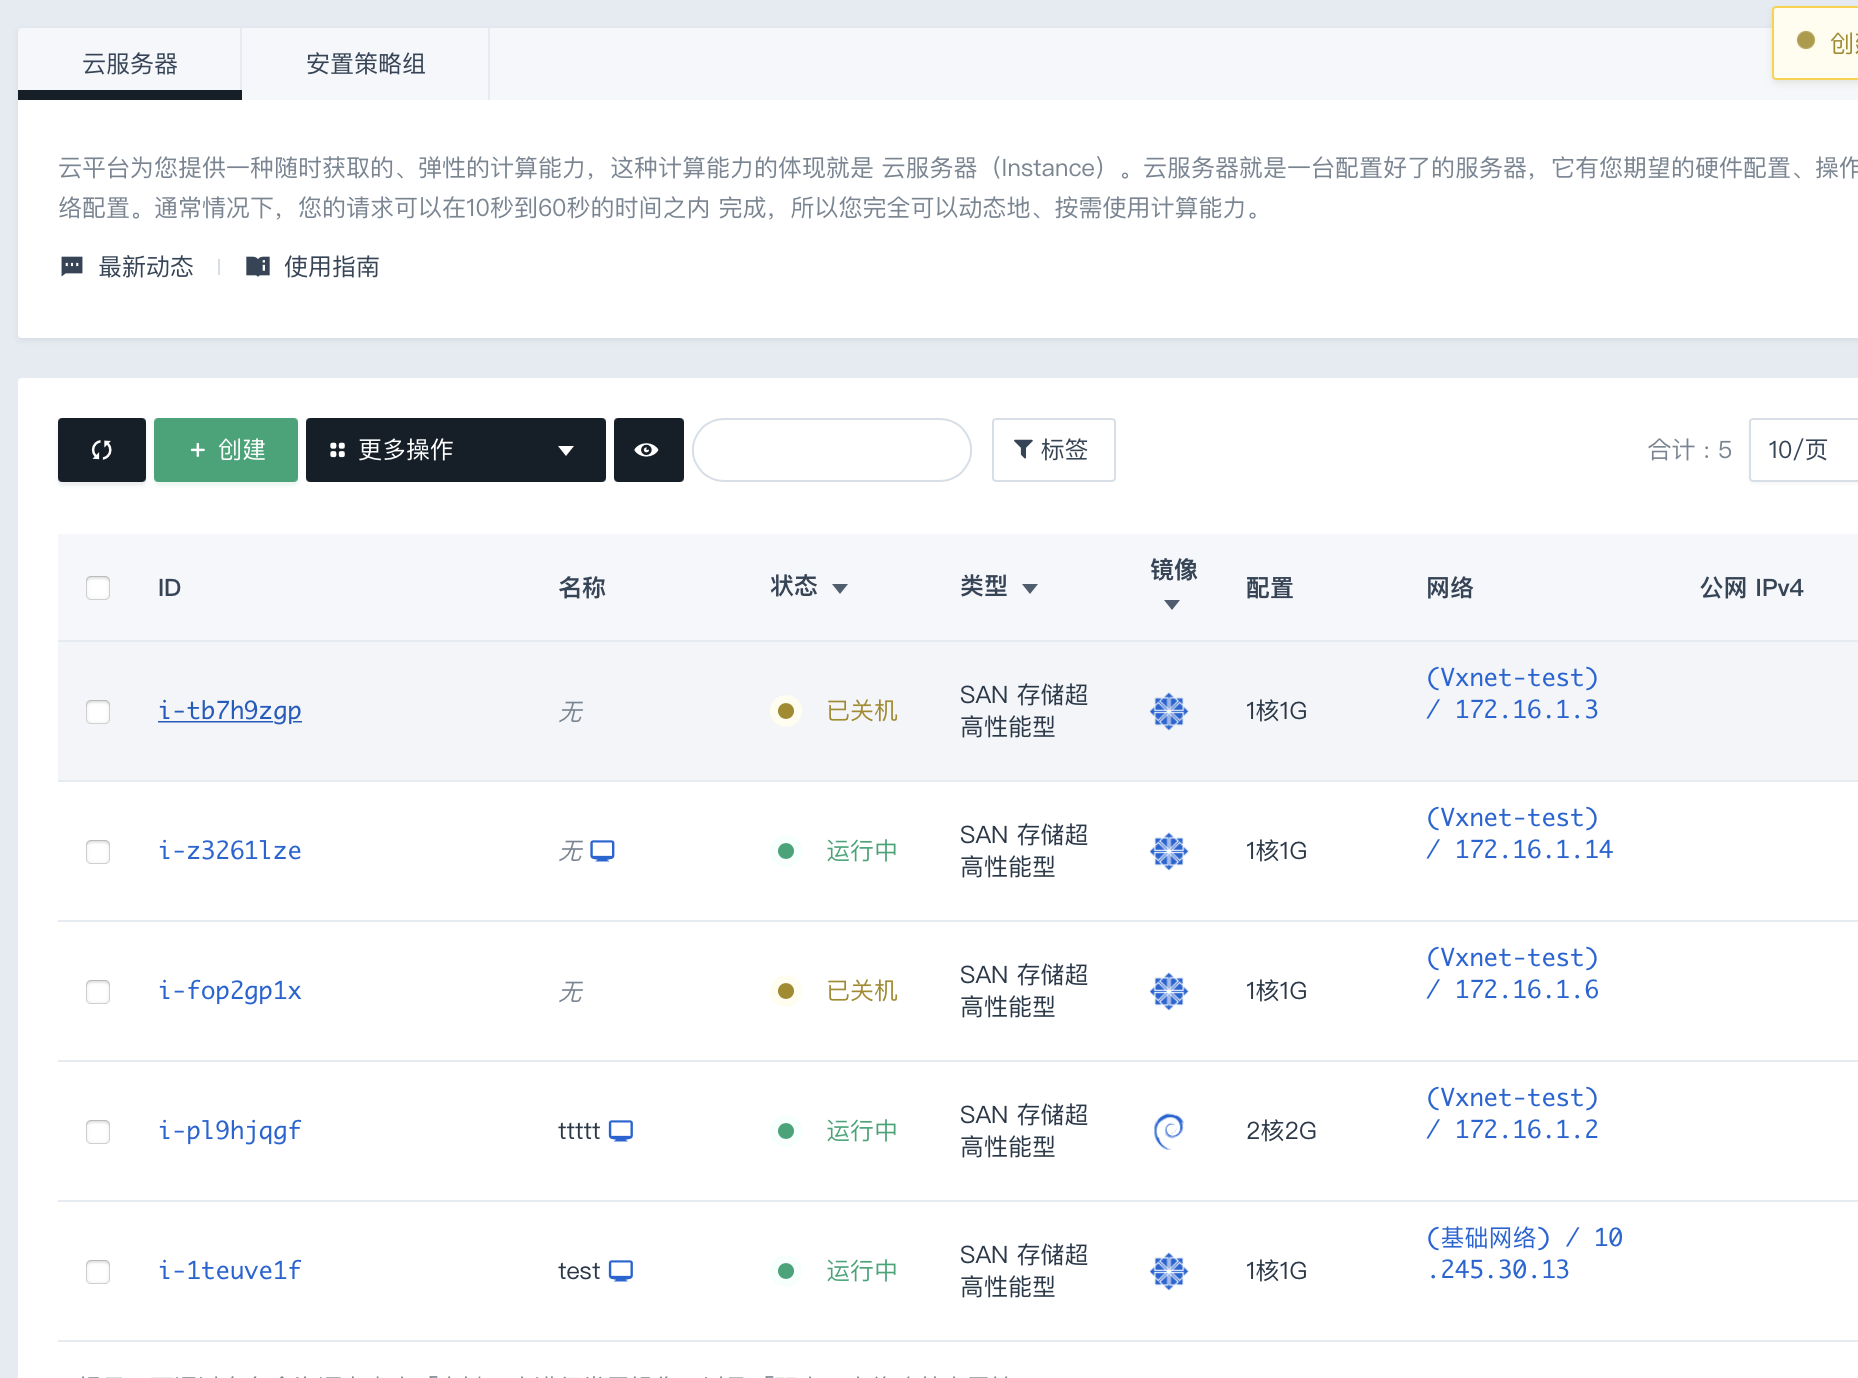 云服务器
安置策略组
创
云平台为您提供一种随时获取的、弹性的计算能力，这种计算能力的体现就是 云服务器（Instance）。云服务器就是一台配置好了的服务器，它有您期望的硬件配置、操作
络配置。通常情况下，您的请求可以在10秒到60秒的时间之内 完成，所以您完全可以动态地、按需使用计算能力。
最新动态
使用指南
+ 创建
更多操作
标签
合计：5
10/页
ID 名称 状态 类型 镜像 配置 网络 公网 IPv4
i-tb7h9zgp 无 已关机 SAN 存储超 1核1G (Vxnet-test)
高性能型 / 172.16.1.3
i-z3261lze 无 运行中 SAN 存储超 1核1G (Vxnet-test)
高性能型 / 172.16.1.14
i-fop2gp1x 无 已关机 SAN 存储超 1核1G (Vxnet-test)
高性能型 / 172.16.1.6
i-pl9hjqgf ttttt 运行中 SAN 存储超 2核2G (Vxnet-test)
高性能型 / 172.16.1.2
i-1teuve1f test 运行中 SAN 存储超 1核1G (基础网络) / 10
高性能型 .245.30.13